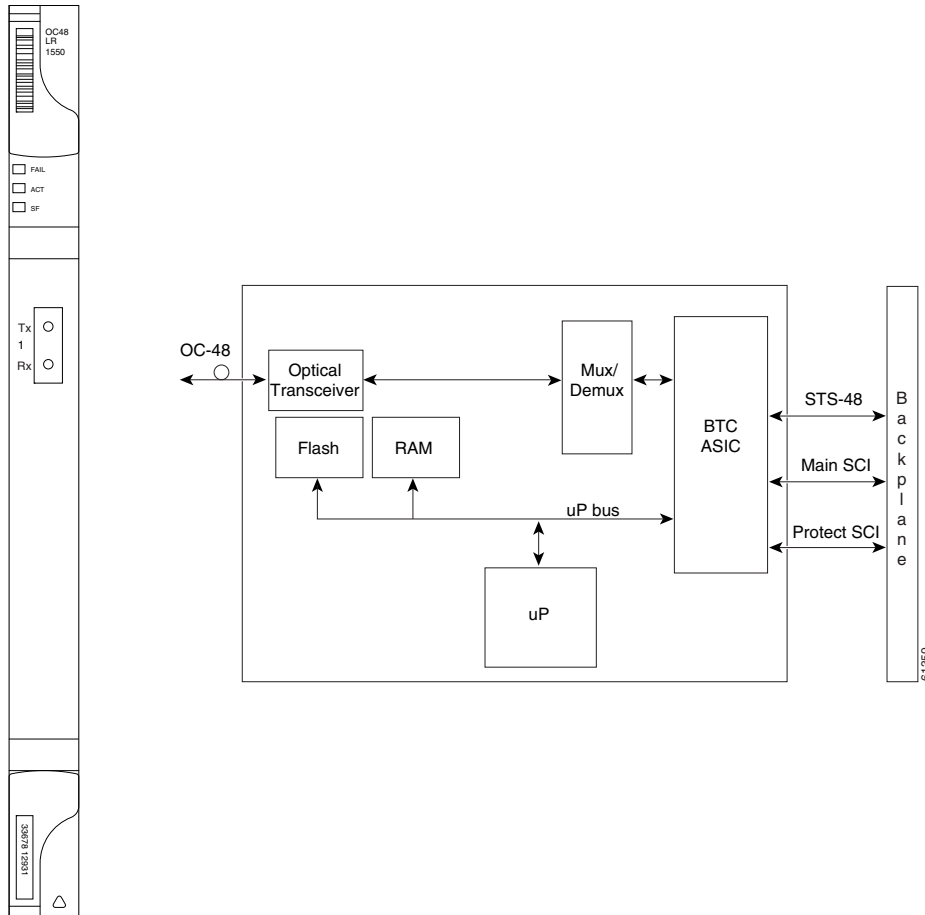 OC48
LR
1550
FAIL
ACT
SF
Tx
1
Rx
33678 12931
OC-48
Optical
Transceiver
Mux/
Demux
BTC
ASIC
Flash
RAM
uP bus
uP
STS-48
Main SCI
Protect SCI
Backplane